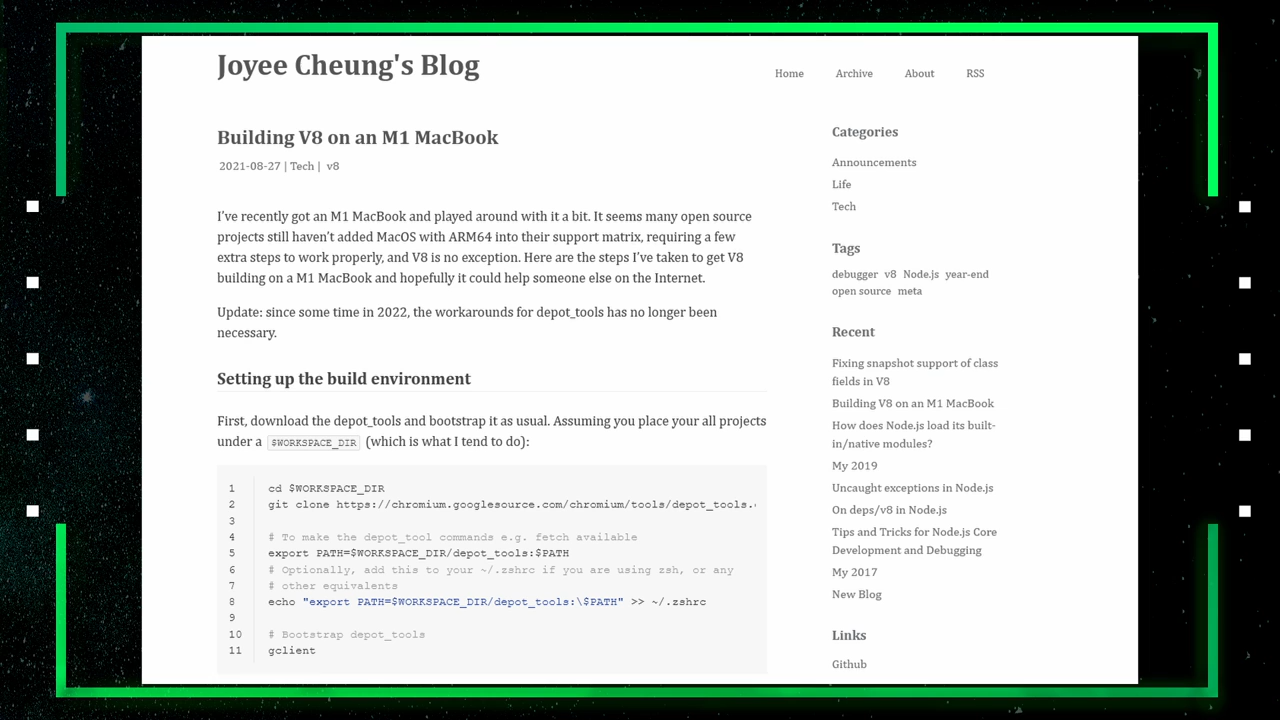 Joyee Cheung's Blog
Home Archive About RSS
Building V8 on an M1 MacBook
2021-08-27 | Tech | v8
I've recently got an M1 MacBook and played around with it a bit. It seems many open source
projects still haven't added MacOS with ARM64 into their support matrix, requiring a few
extra steps to work properly, and V8 is no exception. Here are the steps I've taken to get V8
building on a M1 MacBook and hopefully it could help someone else on the Internet.
Update: since some time in 2022, the workarounds for depot_tools has no longer been
necessary.
Setting up the build environment
First, download the depot_tools and bootstrap it as usual. Assuming you place your all projects
under a $WORKSPACE_DIR (which is what I tend to do):
1 cd $WORKSPACE_DIR
2 git clone https://chromium.googlesource.com/chromium/tools/depot_tools.
3
4 # To make the depot_tool commands e.g. fetch available
5 export PATH=$WORKSPACE_DIR/depot_tools:$PATH
6 # Optionally, add this to your ~/.zshrc if you are using zsh, or any
7 # other equivalents
8 echo "export PATH=$WORKSPACE_DIR/depot_tools:\$PATH" >> ~/.zshrc
9
10 # Bootstrap depot_tools
11 gclient
Categories
Announcements
Life
Tech
Tags
debugger v8 Node.js year-end
open source meta
Recent
Fixing snapshot support of class
fields in V8
Building V8 on an M1 MacBook
How does Node.js load its built-
in/native modules?
My 2019
Uncaught exceptions in Node.js
On deps/v8 in Node.js
Tips and Tricks for Node.js Core
Development and Debugging
My 2017
New Blog
Links
Github